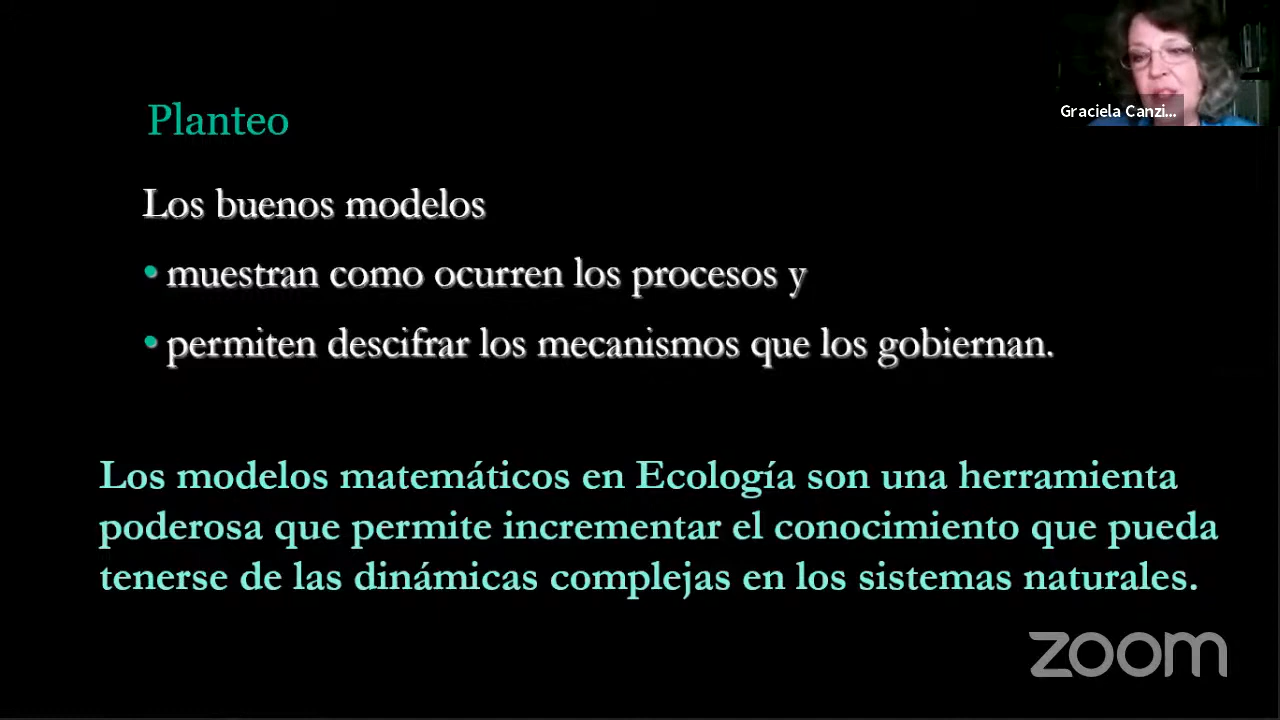 Graciela Canzi...
Planteo
Los buenos modelos
• muestran como ocurren los procesos y
• permiten descifrar los mecanismos que los gobiernan.
Los modelos matemáticos en Ecología son una herramienta
poderosa que permite incrementar el conocimiento que pueda
tenerse de las dinámicas complejas en los sistemas naturales.
zoom